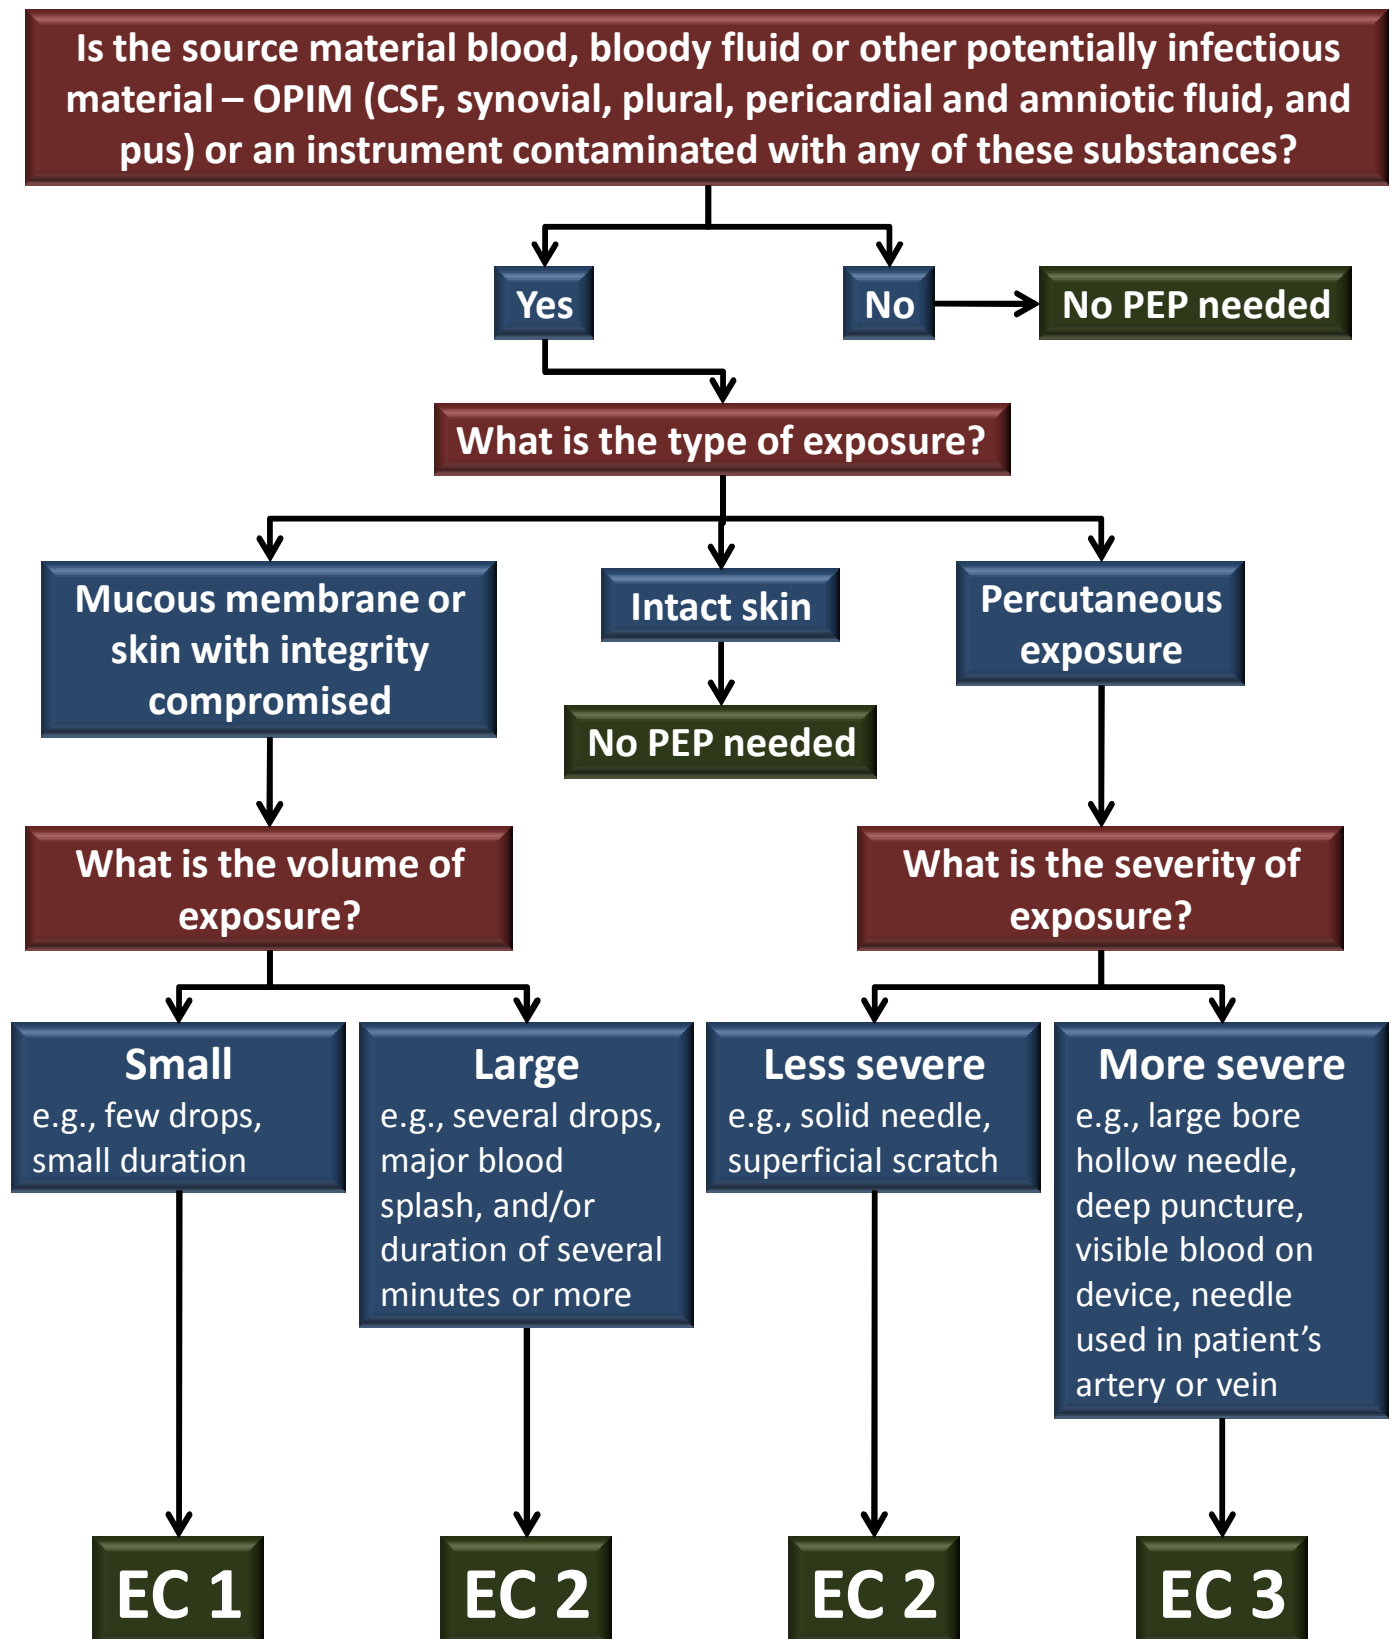 Is the source material blood, bloody fluid or other potentially infectious
material – OPIM (CSF, synovial, plural, pericardial and amniotic fluid, and
pus) or an instrument contaminated with any of these substances?
Yes
No
No PEP needed
What is the type of exposure?
Mucous membrane or
skin with integrity
compromised
Intact skin
No PEP needed
Percutaneous
exposure
What is the volume of
exposure?
What is the severity of
exposure?
Small
e.g., few drops,
small duration
Large
e.g., several drops,
major blood
splash, and/or
duration of several
minutes or more
Less severe
e.g., solid needle,
superficial scratch
More severe
e.g., large bore
hollow needle,
deep puncture,
visible blood on
device, needle
used in patient’s
artery or vein
EC 1
EC 2
EC 2
EC 3